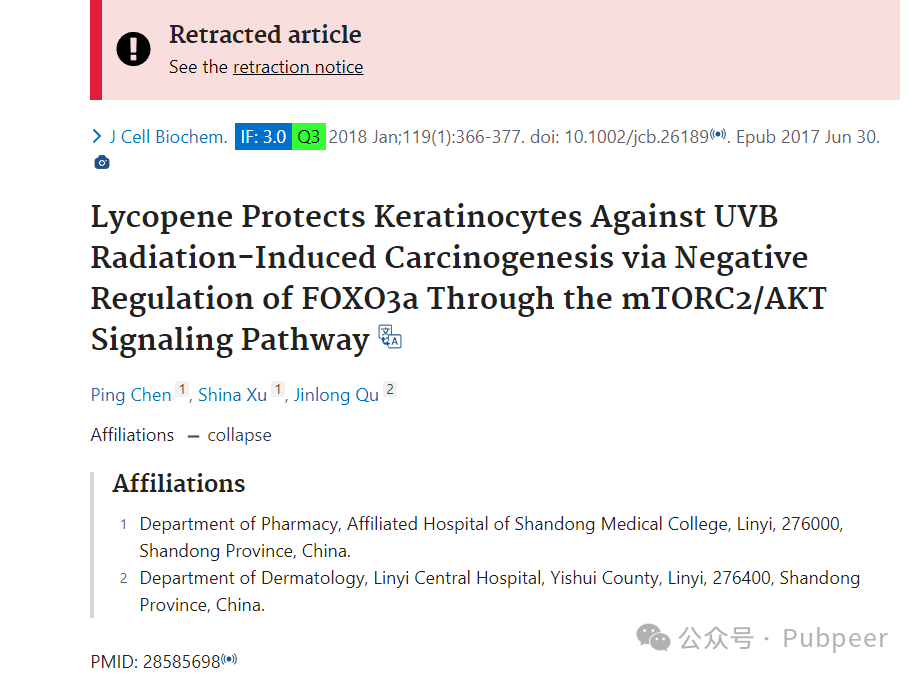 Retracted article
See the retraction notice
J Cell Biochem. IF: 3.0 Q3 2018 Jan;119(1):366-377. doi: 10.1002/jcb.26189. Epub 2017 Jun 30.
Lycopene Protects Keratinocytes Against UVB
Radiation-Induced Carcinogenesis via Negative
Regulation of FOXO3a Through the mTORC2/AKT
Signaling Pathway
Ping Chen 1, Shina Xu 1, Jinlong Qu 2
Affiliations — collapse
Affiliations
1 Department of Pharmacy, Affiliated Hospital of Shandong Medical College, Linyi, 276000,
Shandong Province, China.
2 Department of Dermatology, Linyi Central Hospital, Yishui County, Linyi, 276400, Shandong
Province, China.
公众号 · Pubpeer
PMID: 28585698